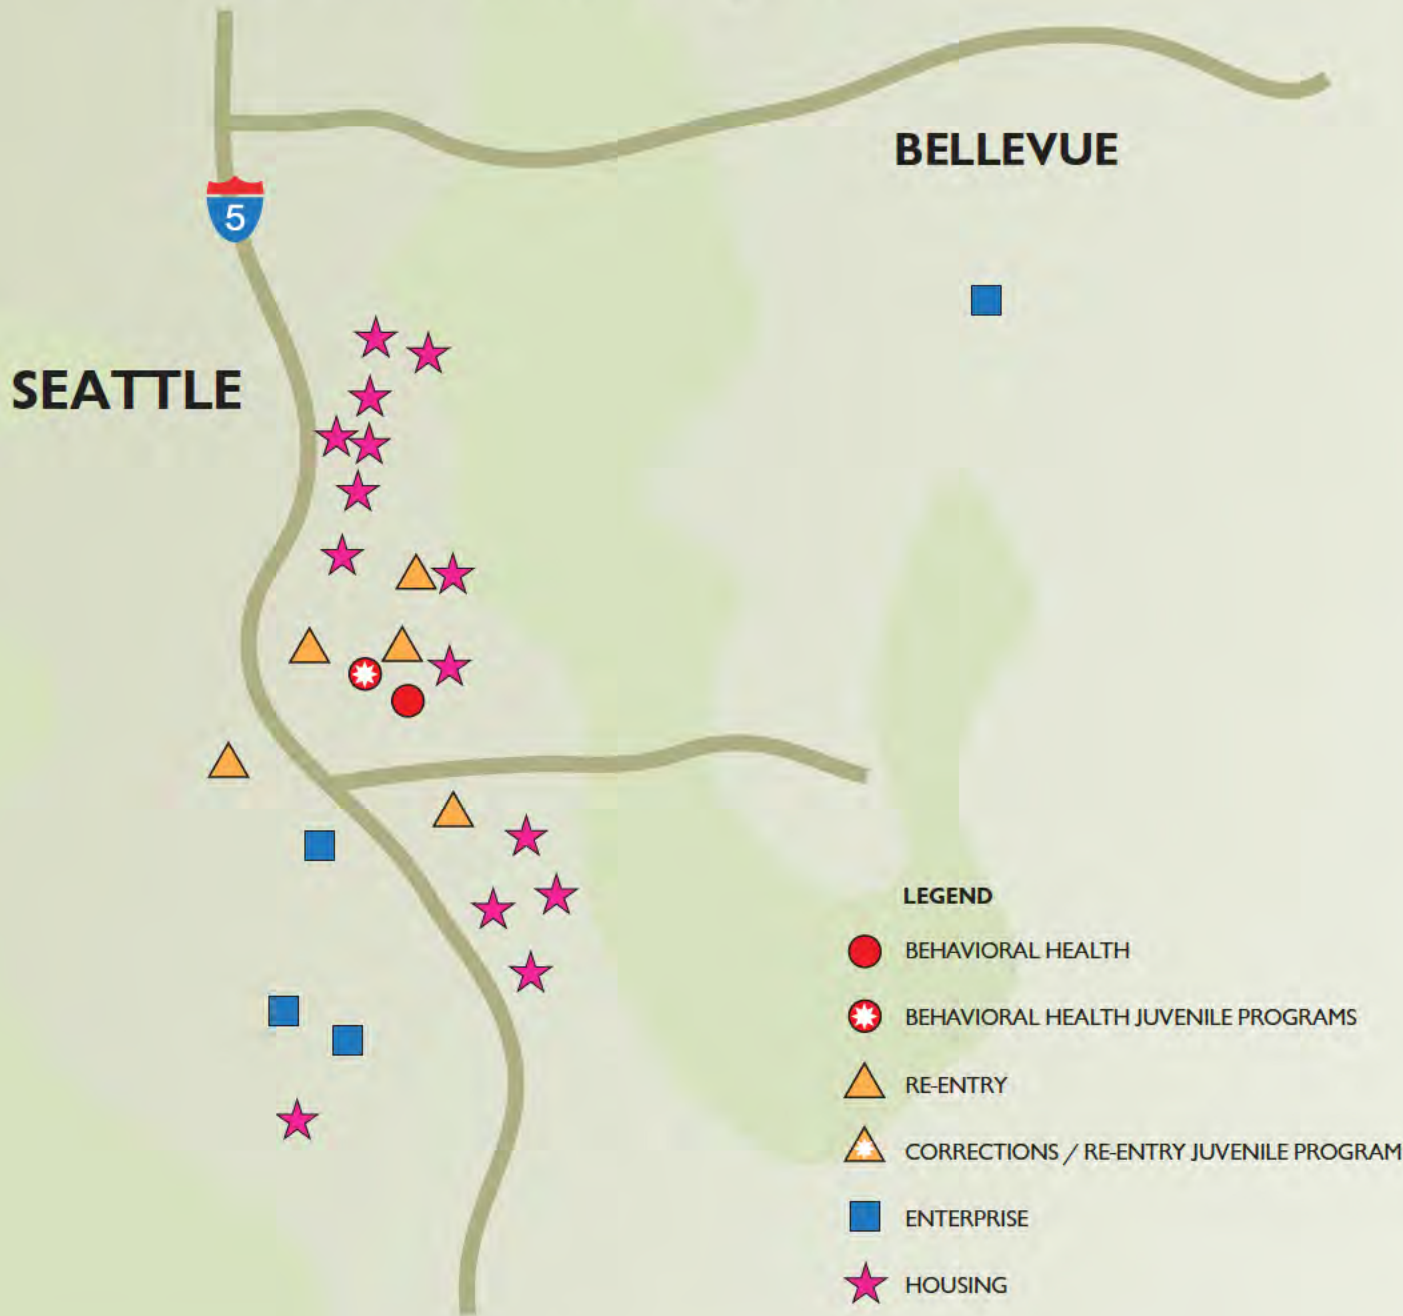 BELLEVUE
5
SEATTLE
LEGEND
BEHAVIORAL HEALTH
BEHAVIORAL HEALTH JUVENILE PROGRAMS
RE-ENTRY
CORRECTIONS / RE-ENTRY JUVENILE PROGRAM
ENTERPRISE
HOUSING